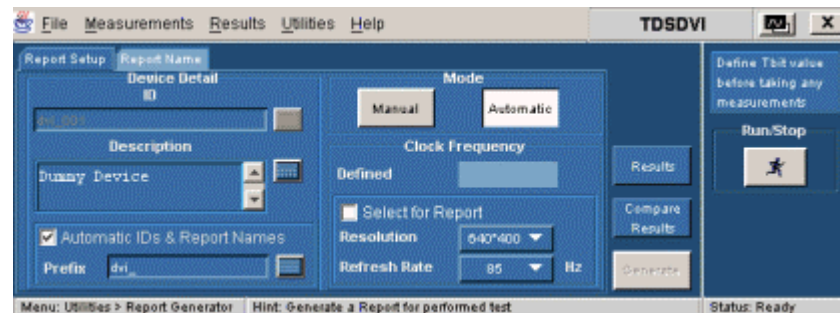 File Measurements Results Utilities Help TDSDVI X
Report Setup Report Name
Device Detail
ID
dvi_001
Description
Dummy Device
Automatic IDs & Report Names
Prefix dvi_
Mode
Manual Automatic
Clock Frequency
Defined
Select for Report
Resolution 640*400
Refresh Rate 85 Hz
Results
Compare
Results
Generate
Define Tbit value
before taking any
measurements
Run/Stop
Menu: Utilities > Report Generator Hint: Generate a Report for performed test Status: Ready